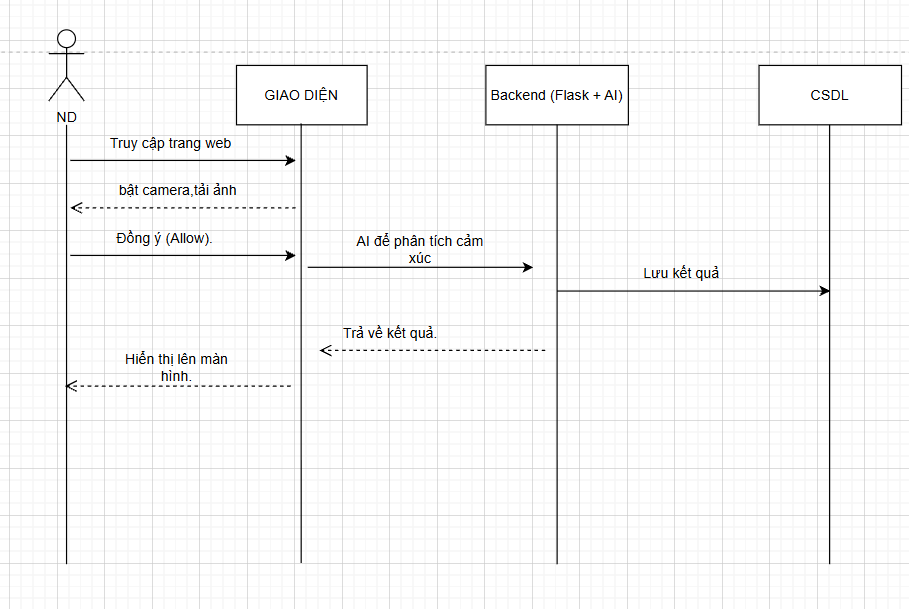 ND
GIAO DIỆN
Backend (Flask + AI)
CSDL
Truy cập trang web
bật camera,tải ảnh
Đồng ý (Allow).
AI để phân tích cảm
xúc
Lưu kết quả
Trả về kết quả.
Hiển thị lên màn
hình.